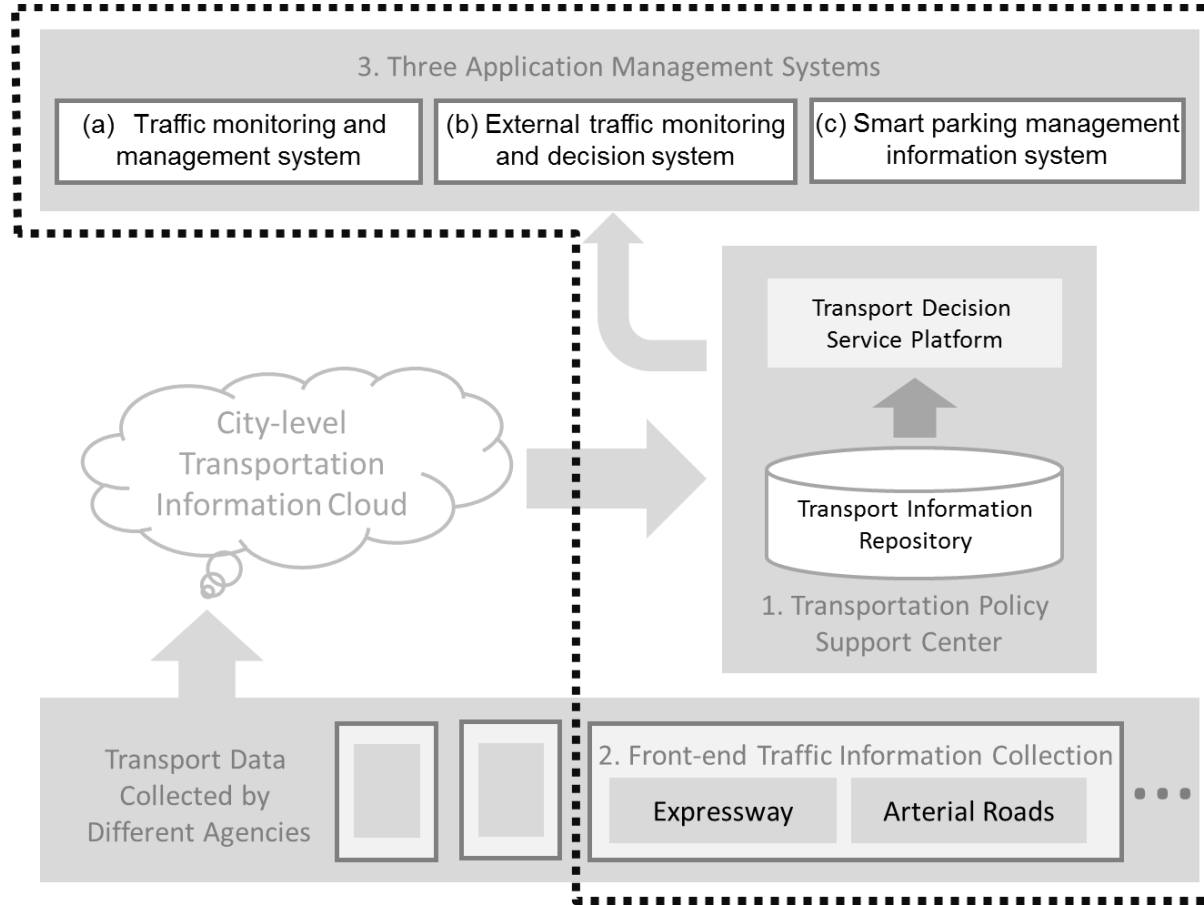 3. Three Application Management Systems
(a) Traffic monitoring and
management system
(b) External traffic monitoring
and decision system
(c) Smart parking management
information system
Transport Decision
Service Platform
City-level
Transportation
Information Cloud
Transport Information
Repository
1. Transportation Policy
Support Center
Transport Data
Collected by
Different Agencies
2. Front-end Traffic Information Collection
Expressway
Arterial Roads
...